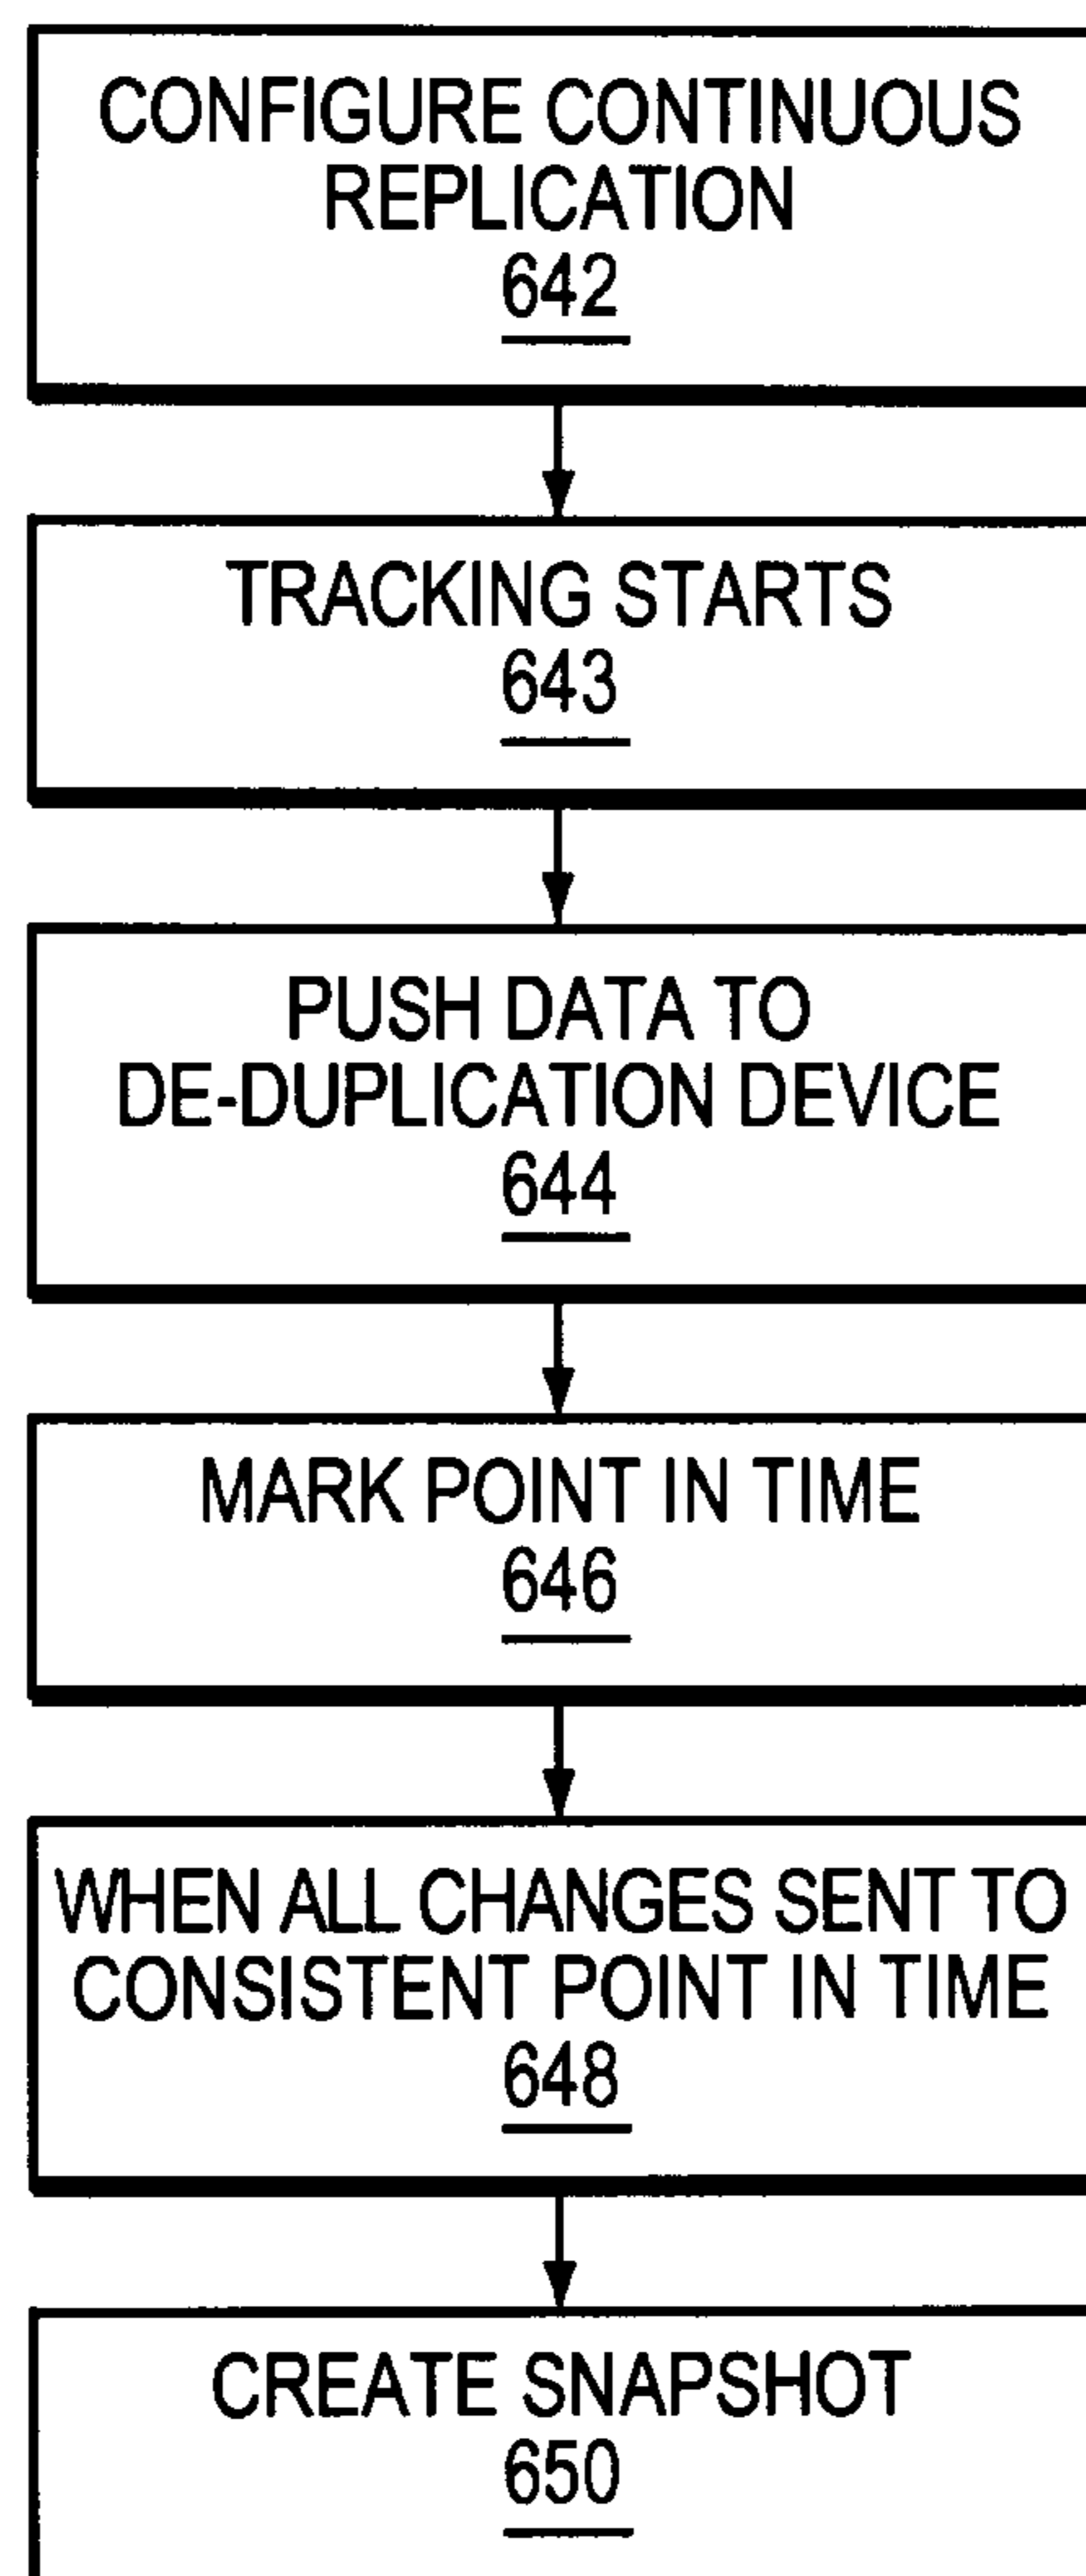 CONFIGURE CONTINUOUS
REPLICATION
642
TRACKING STARTS
643
PUSH DATA TO
DE-DUPLICATION DEVICE
644
MARK POINT IN TIME
646
WHEN ALL CHANGES SENT TO
CONSISTENT POINT IN TIME
648
CREATE SNAPSHOT
650